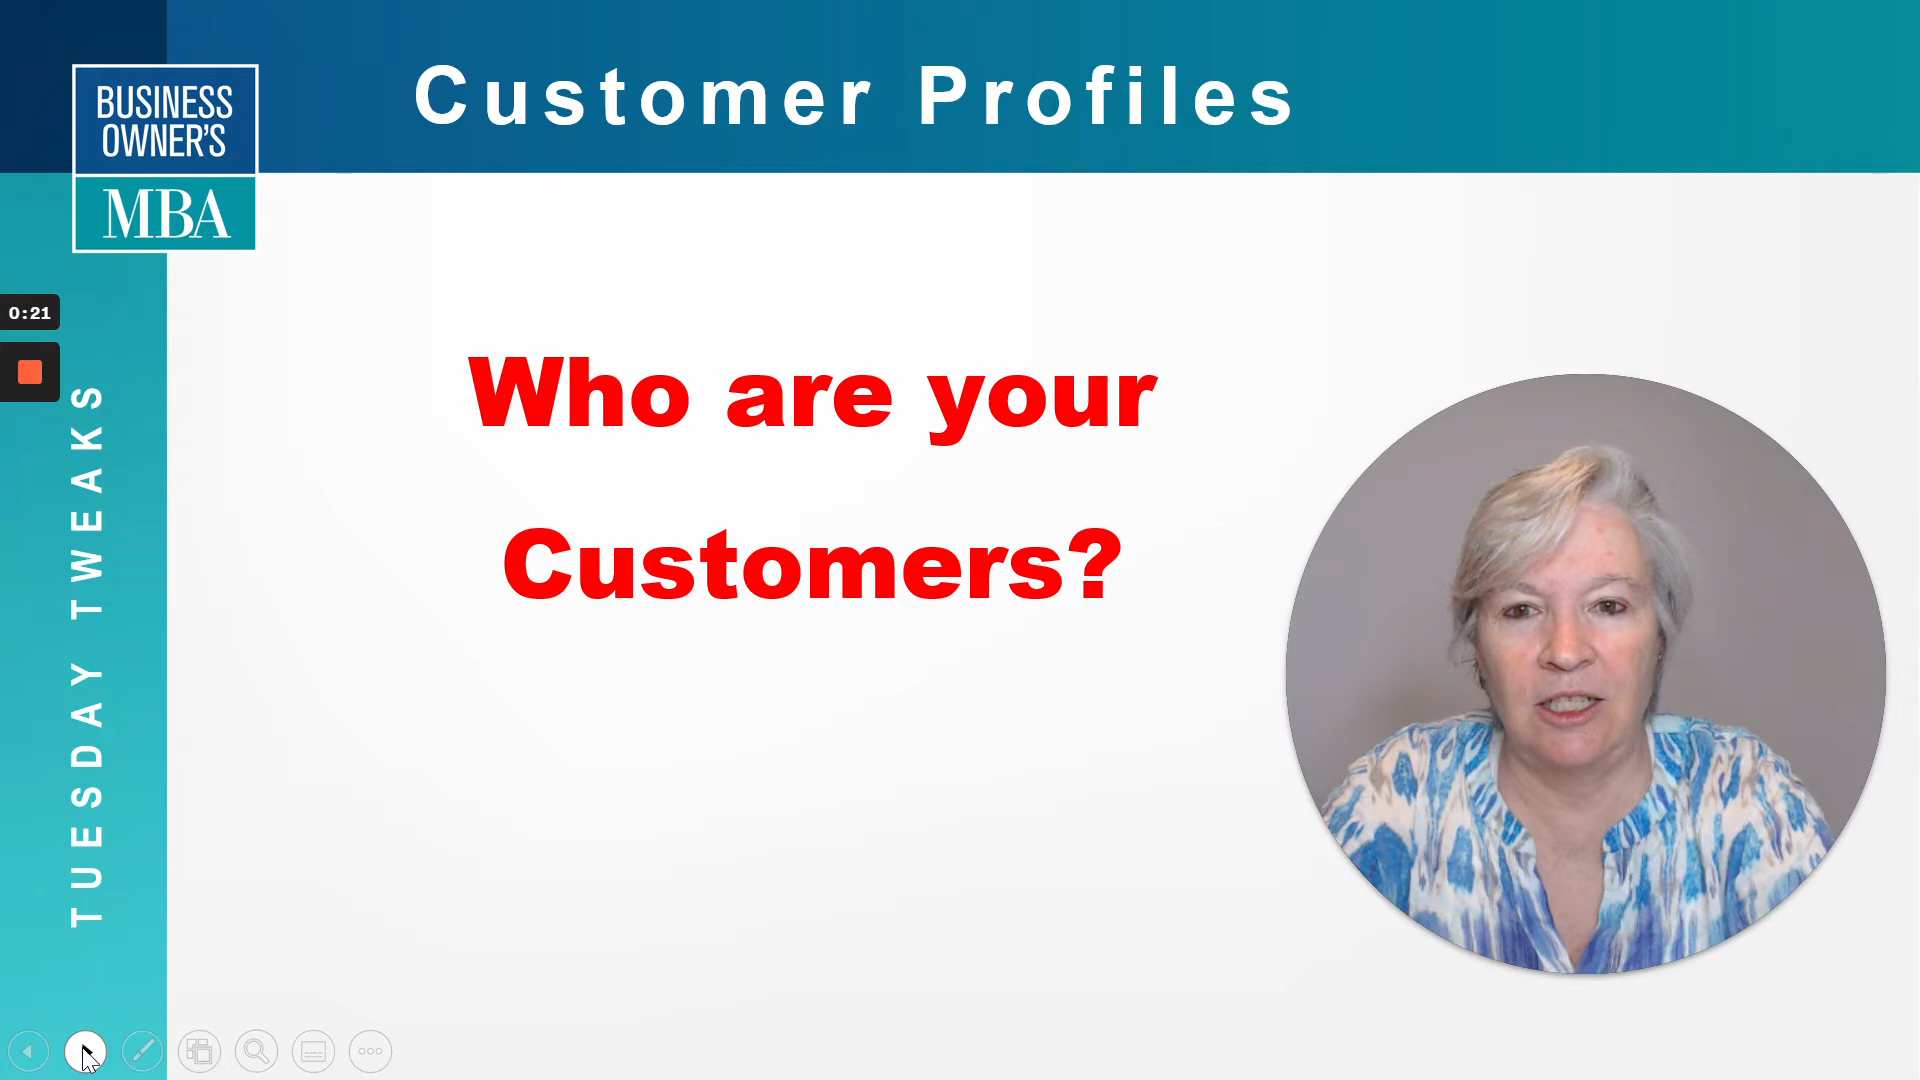 Customer Profiles
BUSINESS
OWNER'S
MBA
0:21
TUESDAY TWEAKS
Who are your
Customers?